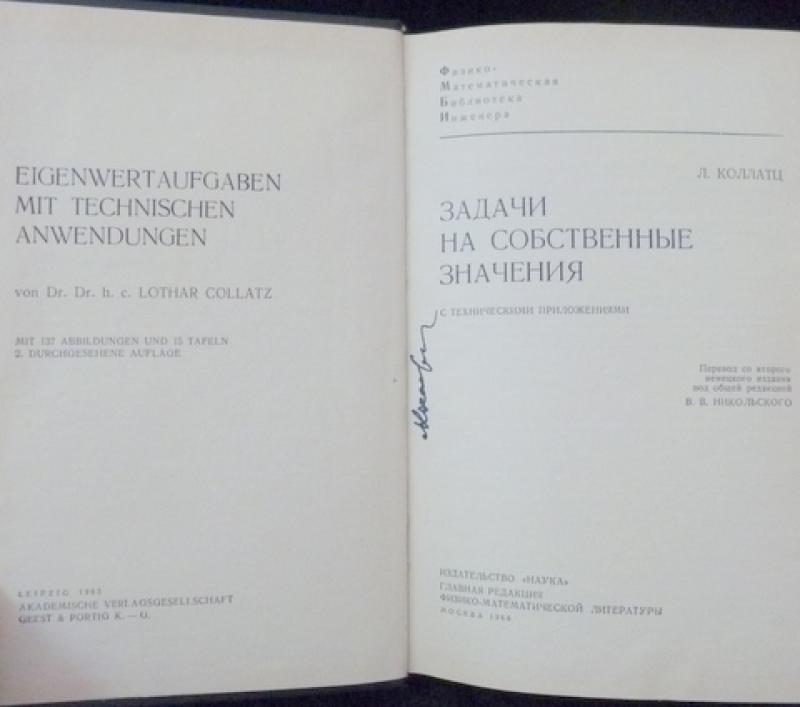 EIGENWERTAUFGABEN
MIT TECHNISCHEN
ANWENDUNGEN
von Dr. Dr. h. c. LOTHAR COLLATZ
MIT 137 ABBILDUNGEN UND 15 TAFELN
2. DURCHGESEHENE AUFLAGE
LEIPZIG 1963
AKADEMISCHE VERLAGSGESELLSCHAFT
GEEST & PORTIG K. — G.
Физико-
Математическая
Библиотека
Инженера
Л. КОЛЛАТЦ
ЗАДАЧИ
НА СОБСТВЕННЫЕ
ЗНАЧЕНИЯ
С ТЕХНИЧЕСКИМИ ПРИЛОЖЕНИЯМИ
Перевод со второго
немецкого издания
под общей редакцией
В. В. НИКОЛЬСКОГО
ИЗДАТЕЛЬСТВО «НАУКА»
ГЛАВНАЯ РЕДАКЦИЯ
ФИЗИКО-МАТЕМАТИЧЕСКОЙ ЛИТЕРАТУРЫ
МОСКВА 1968